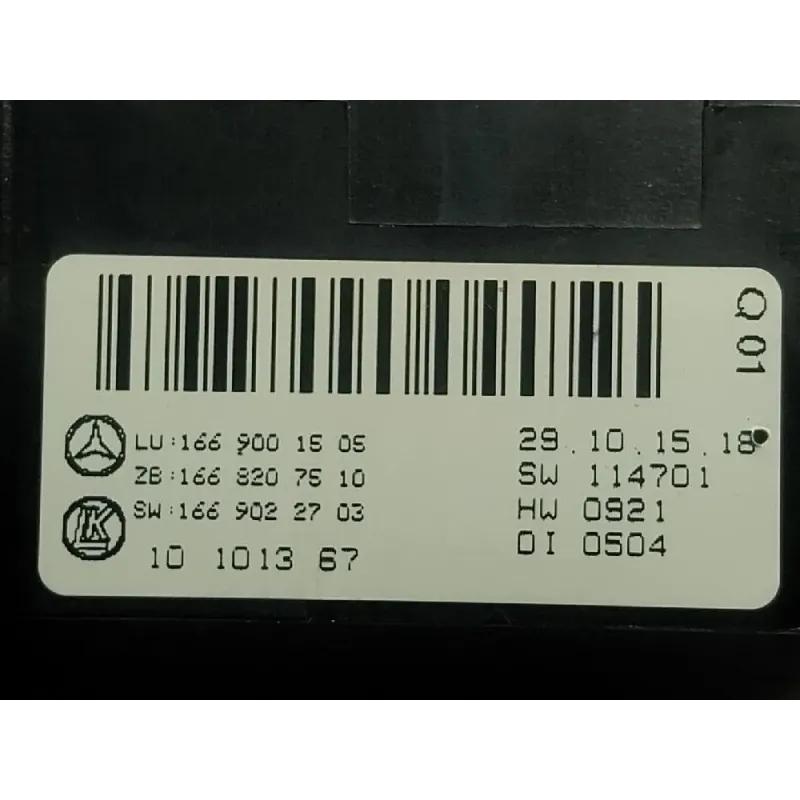 Q 01
LU:166 900 15 05
ZB:166 820 75 10
SW:166 902 27 03
10 1013 67
29.10.15.18
SW 114701
HW 0921
DI 0504